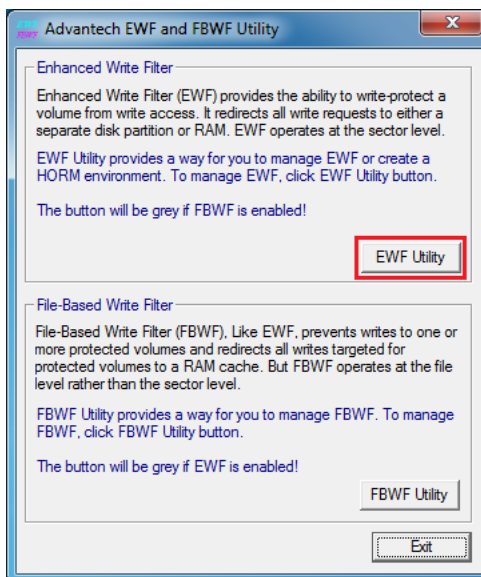 Advantech EWF and FBWF Utility
Enhanced Write Filter
Enhanced Write Filter (EWF) provides the ability to write-protect a
volume from write access. It redirects all write requests to either a
separate disk partition or RAM. EWF operates at the sector level.
EWF Utility provides a way for you to manage EWF or create a
HORM environment. To manage EWF, click EWF Utility button.
The button will be grey if FBWF is enabled!
EWF Utility
File-Based Write Filter
File-Based Write Filter (FBWF), Like EWF, prevents writes to one or
more protected volumes and redirects all writes targeted for
protected volumes to a RAM cache. But FBWF operates at the file
level rather than the sector level.
FBWF Utility provides a way for you to manage FBWF. To manage
FBWF, click FBWF Utility button.
The button will be grey if EWF is enabled!
FBWF Utility
Exit